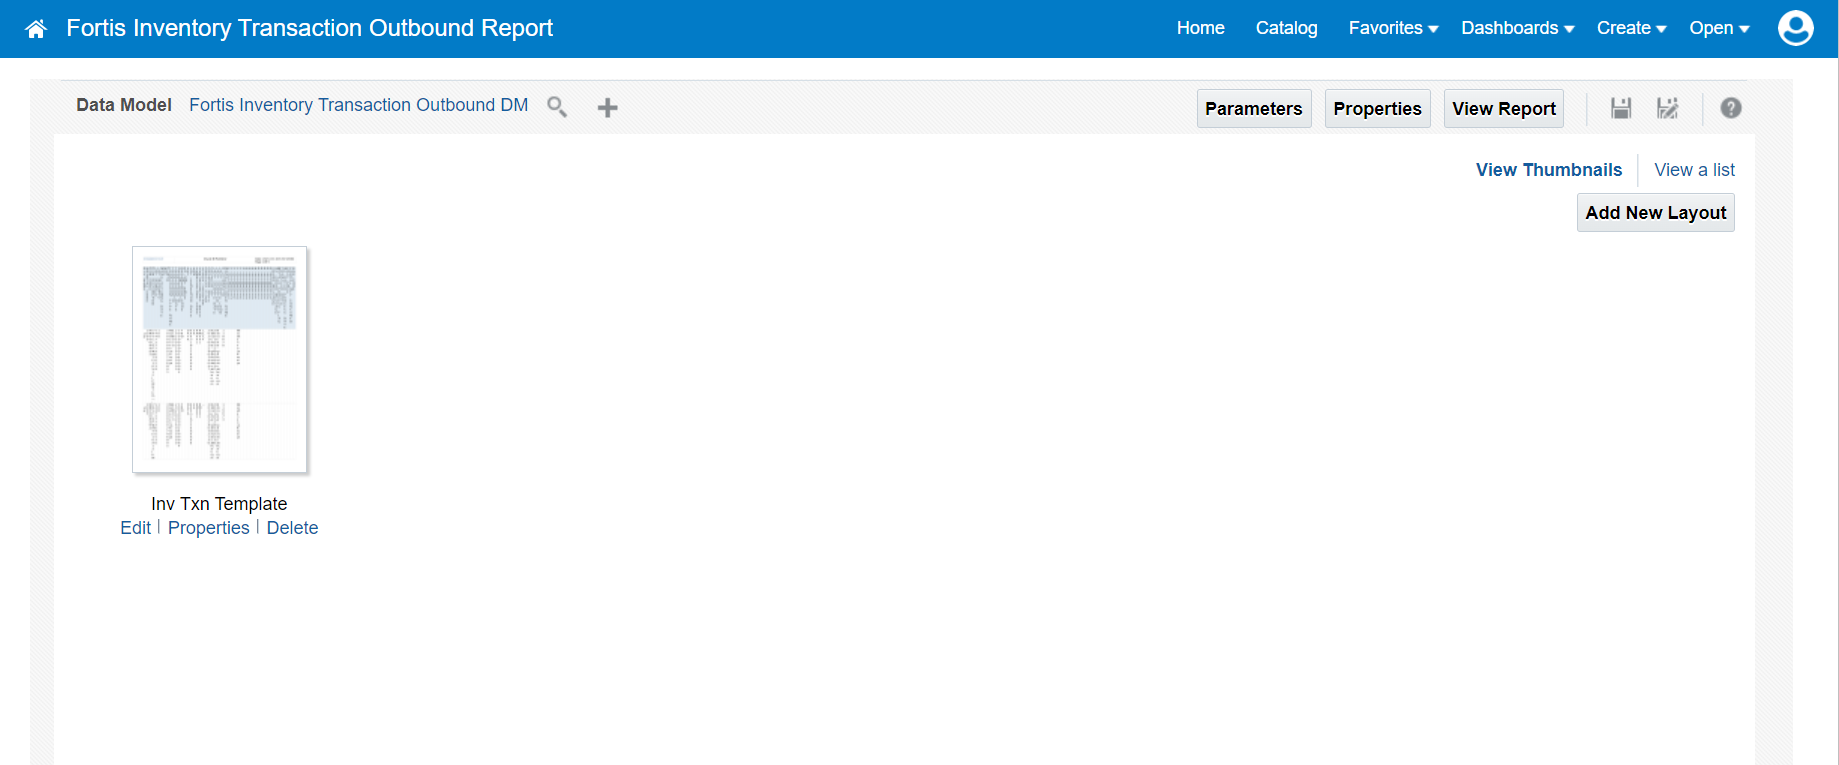 Fortis Inventory Transaction Outbound Report
Home Catalog Favorites Dashboards Create Open
Data Model Fortis Inventory Transaction Outbound DM
Parameters Properties View Report
View Thumbnails View a list
Add New Layout
Inv Txn Template
Edit Properties Delete